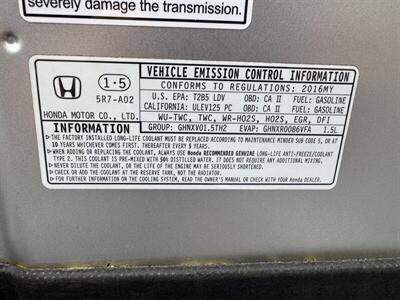 severely damage the transmission.
VEHICLE EMISSION CONTROL INFORMATION
1・5
CONFORMS TO REGULATIONS: 2016MY
5R7-A02
U.S. EPA: T2B5 LDV OBD: CA II FUEL: GASOLINE
CALIFORNIA: ULEV125 PC OBD: CA II FUEL: GASOLINE
HONDA MOTOR CO., LTD.
WU-TWC, TWC, WR-HO2S, HO2S, EGR, DFI
INFORMATION
GROUP: GHNXV01.5TH2 EVAP: GHNXR0086VFA 1.5L
▶THE FACTORY INSTALLED LONG-LIFE COOLANT MUST BE REPLACED ACCORDING TO MAINTENANCE MINDER SUB CODE 5, OR AT
10 YEARS WHICHEVER COMES FIRST. THEREAFTER EVERY 5 YEARS.
▶WHEN ADDING OR REPLACING THE COOLANT, ALWAYS USE Honda RECOMMENDED GENUINE LONG-LIFE ANTI-FREEZE/COOLANT
TYPE 2. THIS COOLANT IS PRE-MIXED WITH 50% DISTILLED WATER. IT DOES NOT REQUIRE ANY ADDITIONAL MIXING.
NEVER ADD SOLELY WATER.
▶WITHOUT DILUTION, OR THE LIFE OF THE ENGINE MAY BE SERIOUSLY SHORTENED.
▶CHECK OR ADD THE COOLANT AT THE RESERVE TANK, NOT IN THE RADIATOR.
▶FOR FURTHER INFORMATION ON THE COOLING SYSTEM, READ THE OWNER'S MANUAL OR CHECK WITH YOUR Honda DEALER.